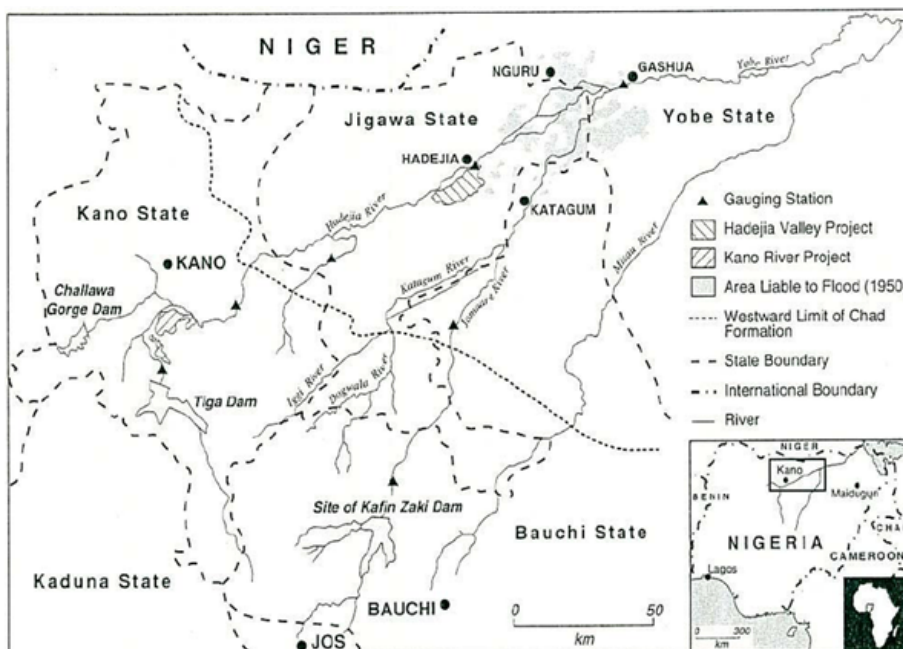 NIGER
NGURU
GASHUA
Yobe River
Jigawa State
Yobe State
HADEJIA
Gauging Station
Hadejia Valley Project
Kano River Project
Area Liable to Flood (1950)
Westward Limit of Chad
Formation
State Boundary
International Boundary
River
KATAGUM
Kano State
Hadejia River
KANO
Challawa
Gorge Dam
Katagum River
Jama'are River
Misau River
Iggi River
Dogwala River
Tiga Dam
Site of Kafin Zaki Dam
Bauchi State
Kaduna State
BAUCHI
JOS
0
50
km
NIGER
Kano
Maiduguri
BENIN
CHA
NIGERIA
CAMEROON
Lagos
0
300
km